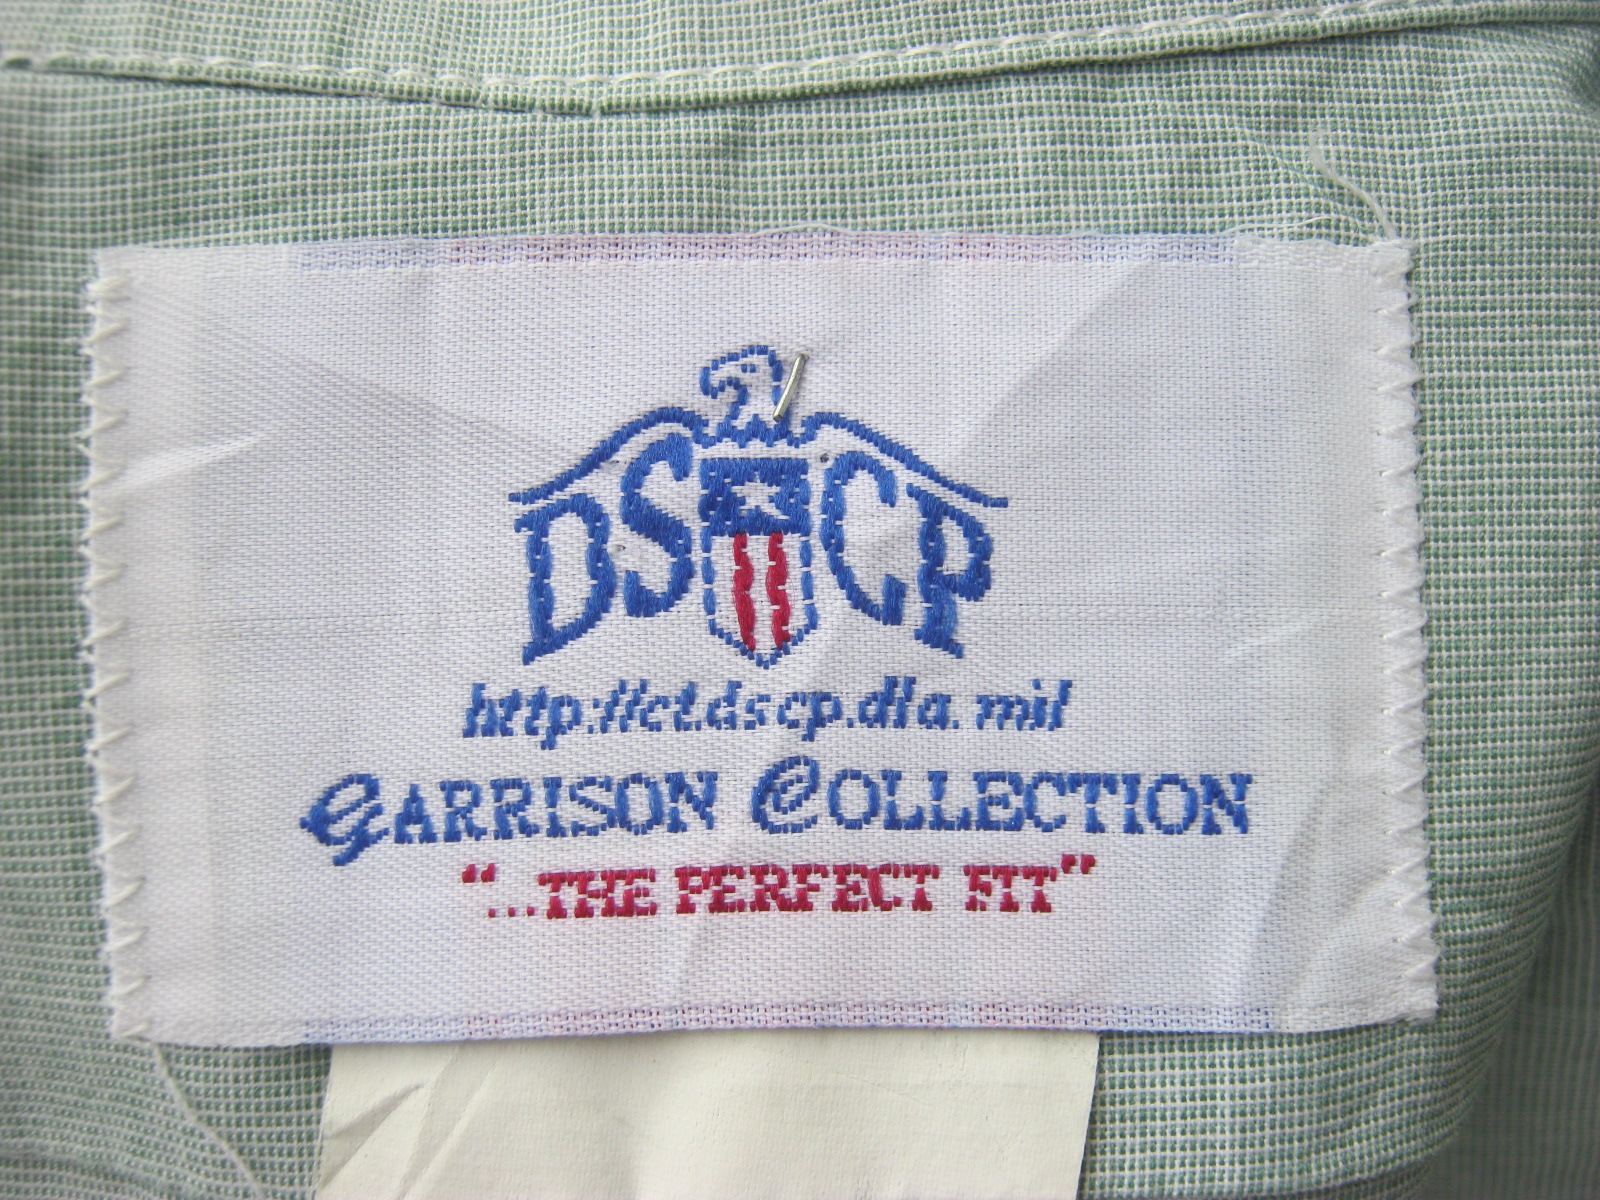 DSCP
http://ct.dscp.dla.mil
GARRISON COLLECTION
"...THE PERFECT FIT"